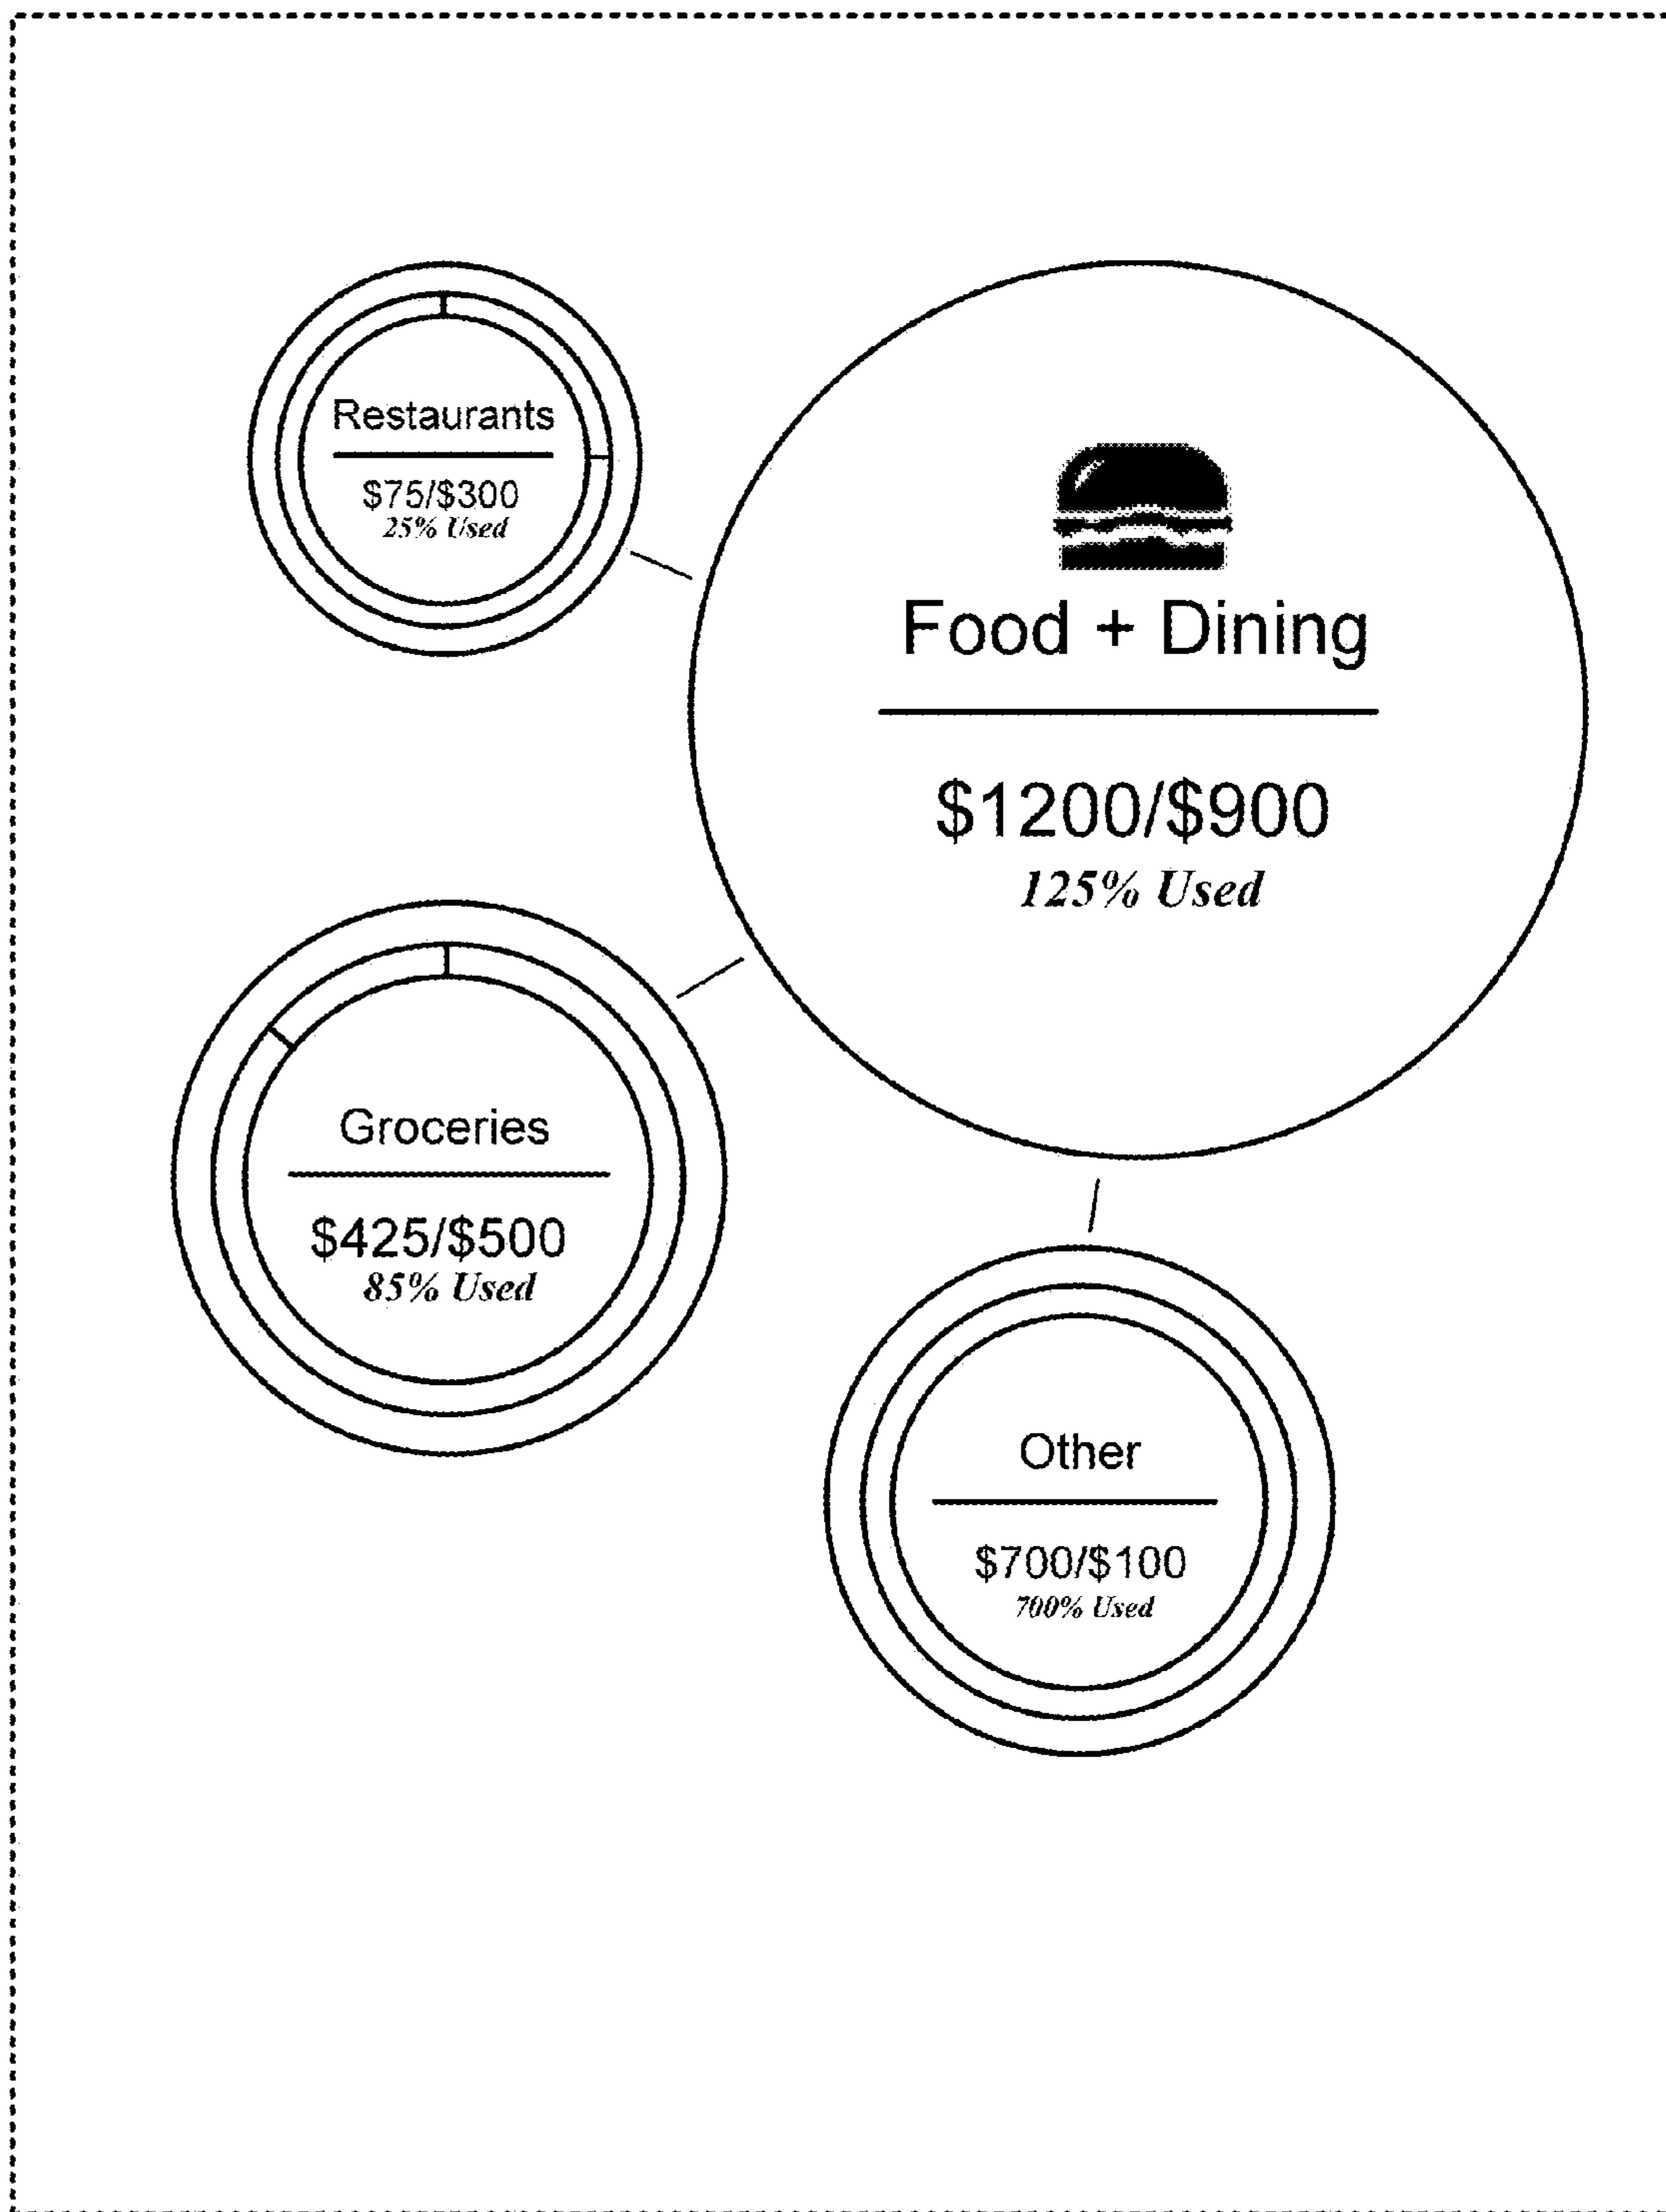 Restaurants
$75/$300
25% Used
Food + Dining
$1200/$900
125% Used
Groceries
$425/$500
85% Used
Other
$700/$100
700% Used